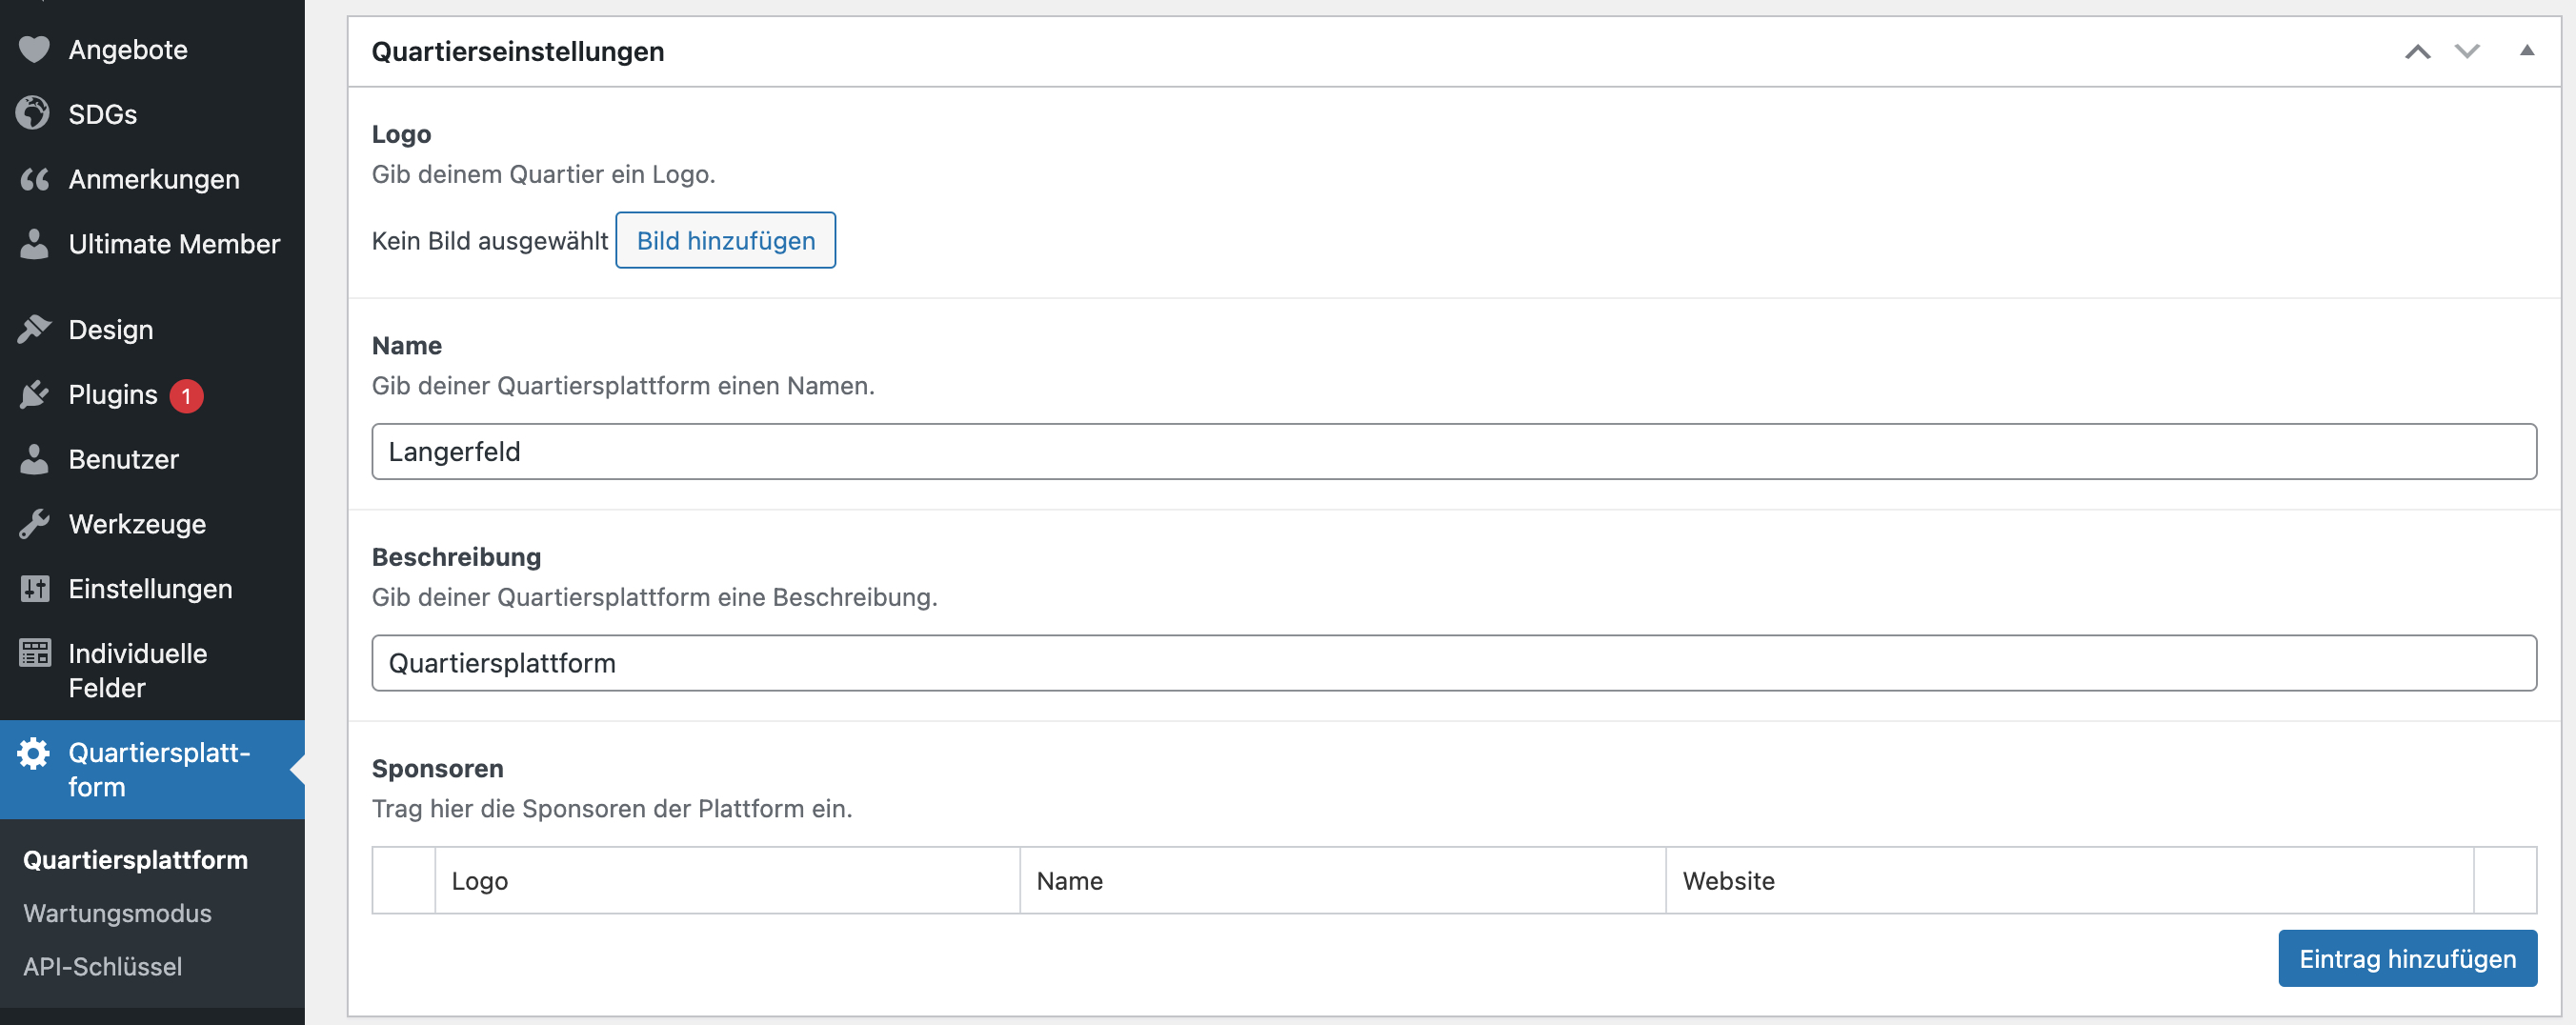 Angebote
SDGs
Anmerkungen
Ultimate Member
Design
Plugins 1
Benutzer
Werkzeuge
Einstellungen
Individuelle
Felder
Quartiersplatt-
form
Quartiersplattform
Wartungsmodus
API-Schlüssel
Quartierseinstellungen
Logo
Gib deinem Quartier ein Logo.
Kein Bild ausgewählt Bild hinzufügen
Name
Gib deiner Quartiersplattform einen Namen.
Langerfeld
Beschreibung
Gib deiner Quartiersplattform eine Beschreibung.
Quartiersplattform
Sponsoren
Trag hier die Sponsoren der Plattform ein.
Logo Name Website
Eintrag hinzufügen